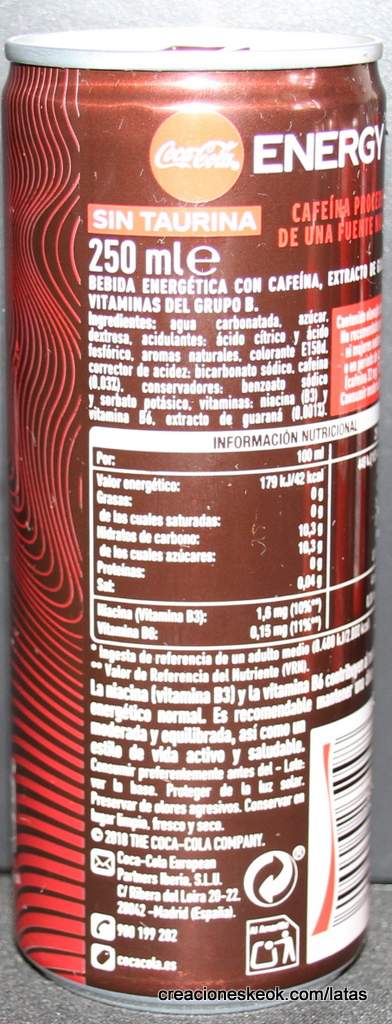 Coca-Cola ENERGY
SIN TAURINA
CAFEÍNA
DE UNA FUENTE
250 ml e
BEBIDA ENERGÉTICA CON CAFEÍNA, EXTRACTO DE
VITAMINAS DEL GRUPO B.
Ingredientes: agua carbonatada, azúcar,
dextrosa, acidulantes: ácido cítrico y ácido
fosfórico, aromas naturales, colorante E150d,
corrector de acidez: bicarbonato sódico, cafeína
(0,032), conservadores: benzoato sódico
y sorbato potásico, vitaminas: niacina (B3) y
vitamina B6, extracto de guaraná
INFORMACIÓN NUTRICIONAL
Por: 100 ml
Valor energético: 179 kJ/42 kcal
Grasas: 0 g
de las cuales saturadas: 0 g
Hidratos de carbono: 10,3 g
de los cuales azúcares: 10,3 g
Proteínas: 0 g
Sal: 0,04 g
Niacina (Vitamina B3): 1,6 mg (10%**)
Vitamina B6: 0,15 mg (11%**)
* Ingesta de referencia de un adulto medio
** Valor de Referencia del Nutriente (VRN).
La niacina (vitamina B3) y la vitamina B6
energético normal. Es recomendable mantener una
moderada y equilibrada, así como un
estilo de vida activo y saludable.
Consumir preferentemente antes del - Lote:
ver la base. Proteger de la luz solar.
Preservar de olores agresivos. Conservar en
lugar limpio, fresco y seco.
© 2018 THE COCA-COLA COMPANY.
Coca-Cola European
Partners Iberia, S.L.U.
C/ Ribera del Loira 20-22.
28042 -Madrid (España).
900 199 202
cocacola.es
creacioneskeok.com/latas